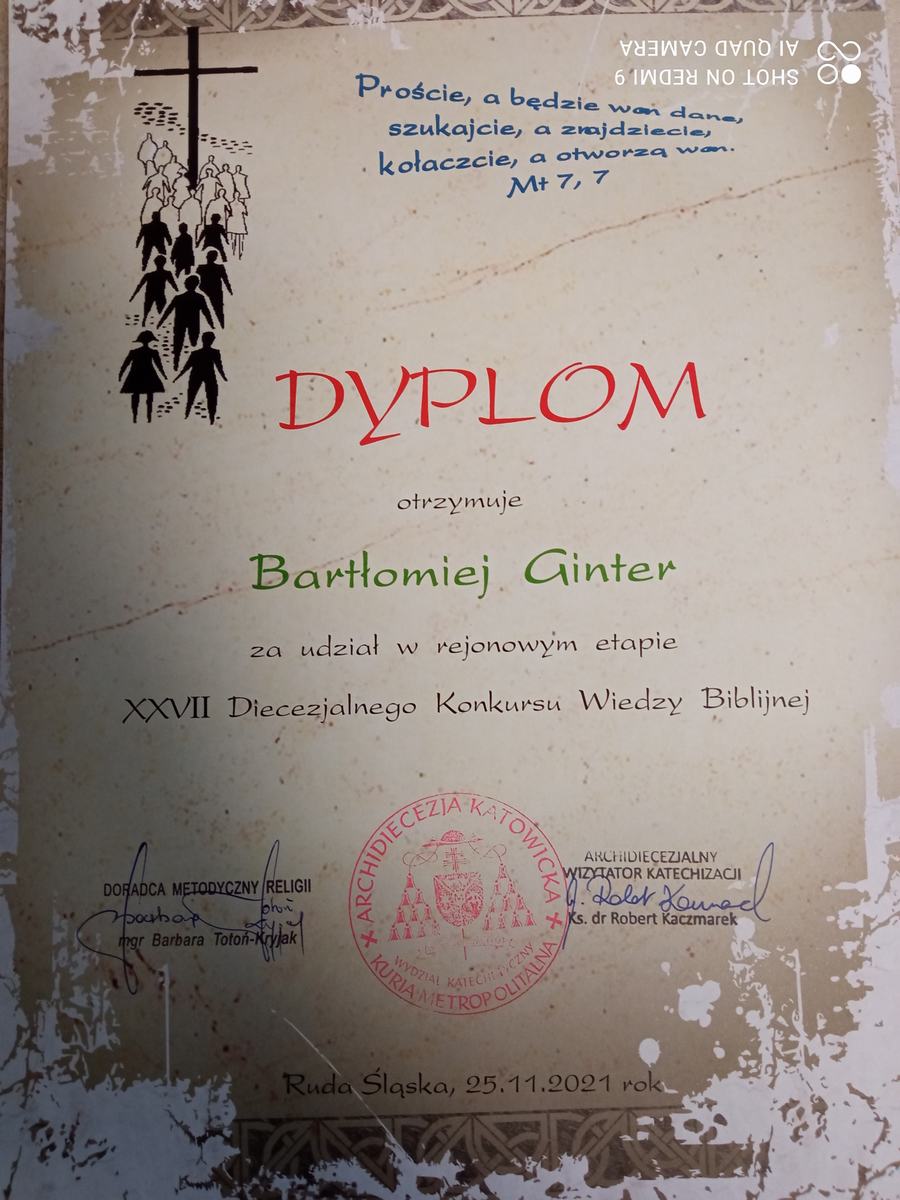 SHOT ON REDMI 9
AI QUAD CAMERA
Proście, a będzie wam dane,
szukajcie, a znajdziecie,
kołaczcie, a otworzą wam.
Mt 7, 7
DYPLOM
otrzymuje
Bartłomiej Ginter
za udział w rejonowym etapie
XXVII Diecezjalnego Konkursu Wiedzy Biblijnej
DORADCA METODYCZNY RELIGII
mgr Barbara Totoń-Kryjak
ARCHIDIECEZJA KATOWICKA
WYDZIAŁ KATECHETYCZNY
KURIA METROPOLITALNA
ARCHIDIECEZJALNY
WIZYTATOR KATECHIZACJI
Ks. dr Robert Kaczmarek
Ruda Śląska, 25.11.2021 rok